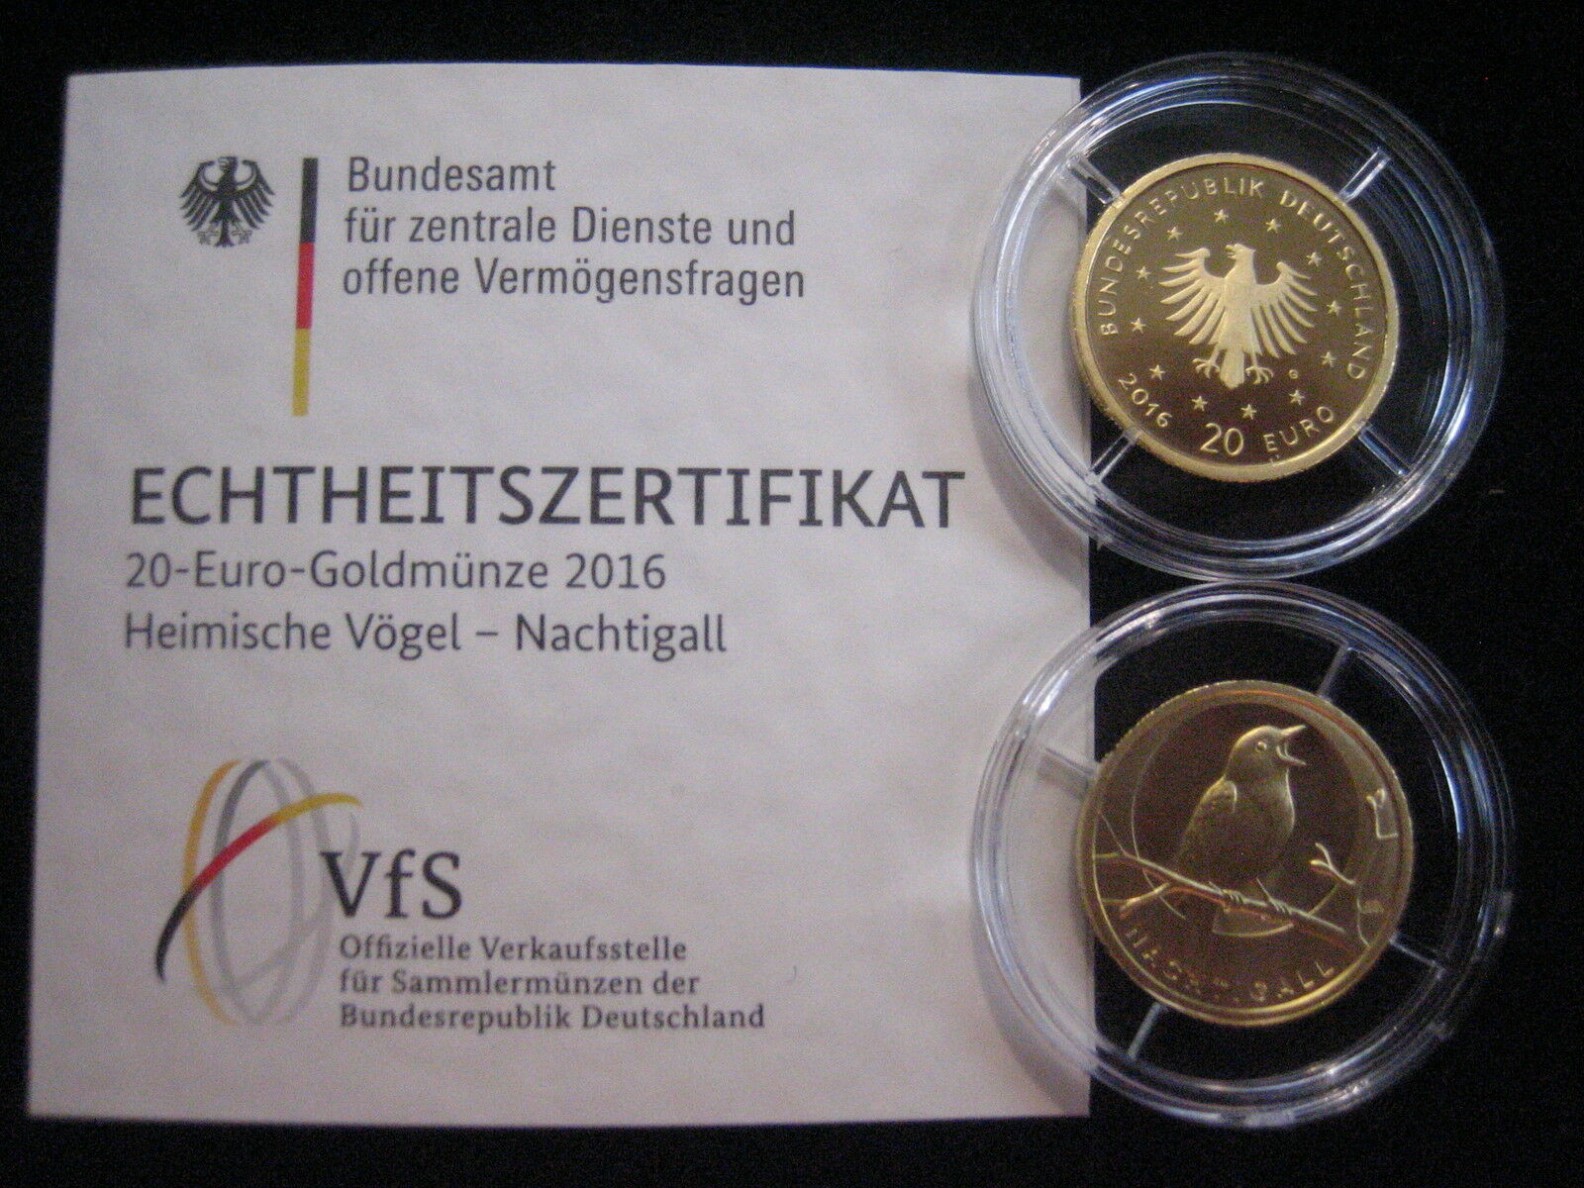 Bundesamt
für zentrale Dienste und
offene Vermögensfragen
ECHTHEITSZERTIFIKAT
20-Euro-Goldmünze 2016
Heimische Vögel – Nachtigall
VfS
Offizielle Verkaufsstelle
für Sammlermünzen der
Bundesrepublik Deutschland
BUNDESREPUBLIK DEUTSCHLAND
G
2016 20 EURO
NACHTIGALL